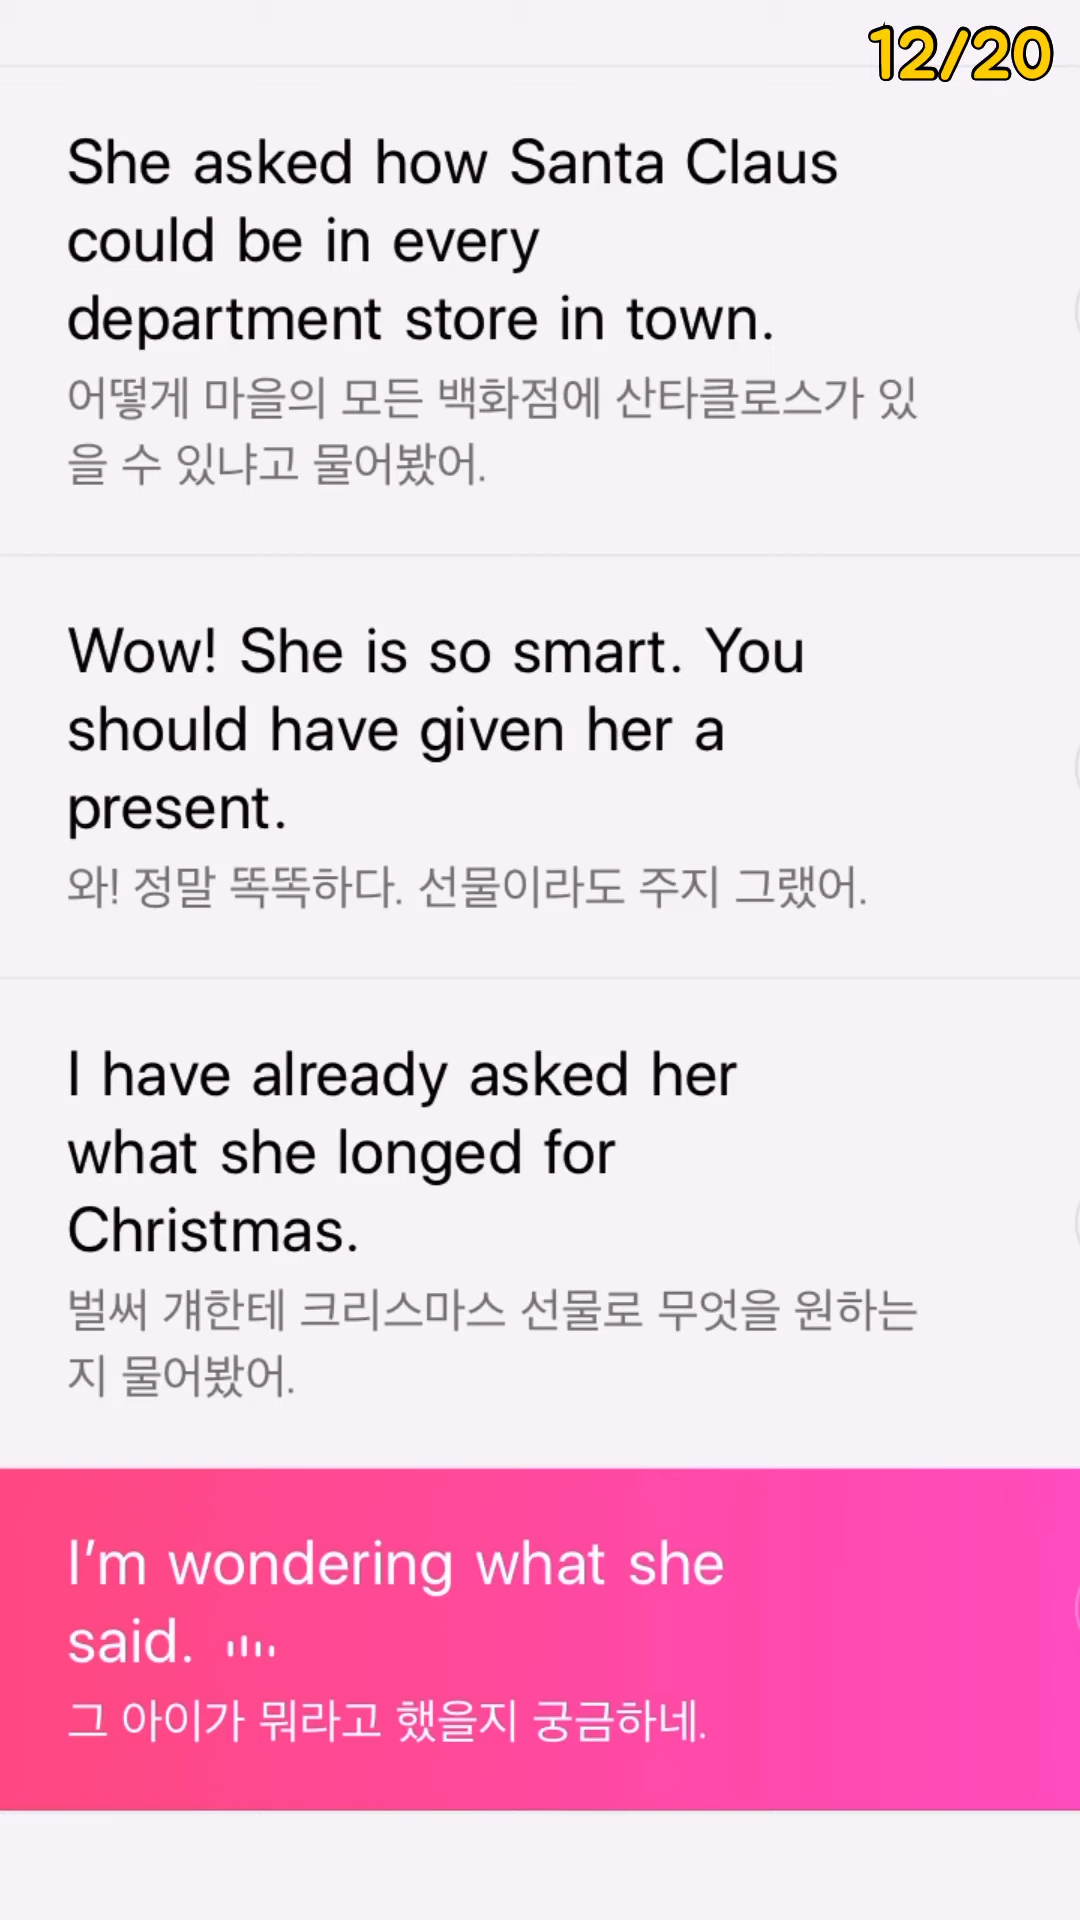 12/20
She asked how Santa Claus
could be in every
department store in town.
어떻게 마을의 모든 백화점에 산타클로스가 있
을 수 있냐고 물어봤어.
Wow! She is so smart. You
should have given her a
present.
와! 정말 똑똑하다. 선물이라도 주지 그랬어.
I have already asked her
what she longed for
Christmas.
벌써 걔한테 크리스마스 선물로 무엇을 원하는
지 물어봤어.
I’m wondering what she
said.
그 아이가 뭐라고 했을지 궁금하네.